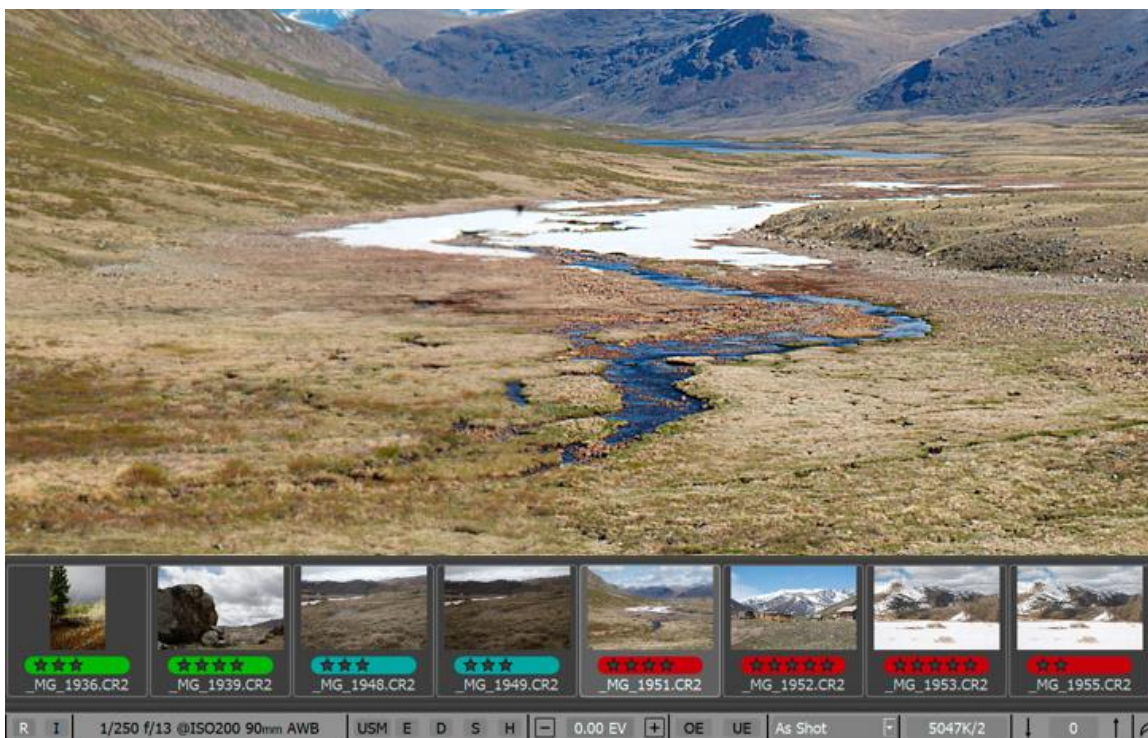 _MG_1936.CR2 _MG_1939.CR2 _MG_1948.CR2 _MG_1949.CR2 _MG_1951.CR2 _MG_1952.CR2 _MG_1953.CR2 _MG_1955.CR2
R I 1/250 f/13 @ISO200 90mm AWB USM E D S H − 0.00 EV + OE UE As Shot 5047K/2 0